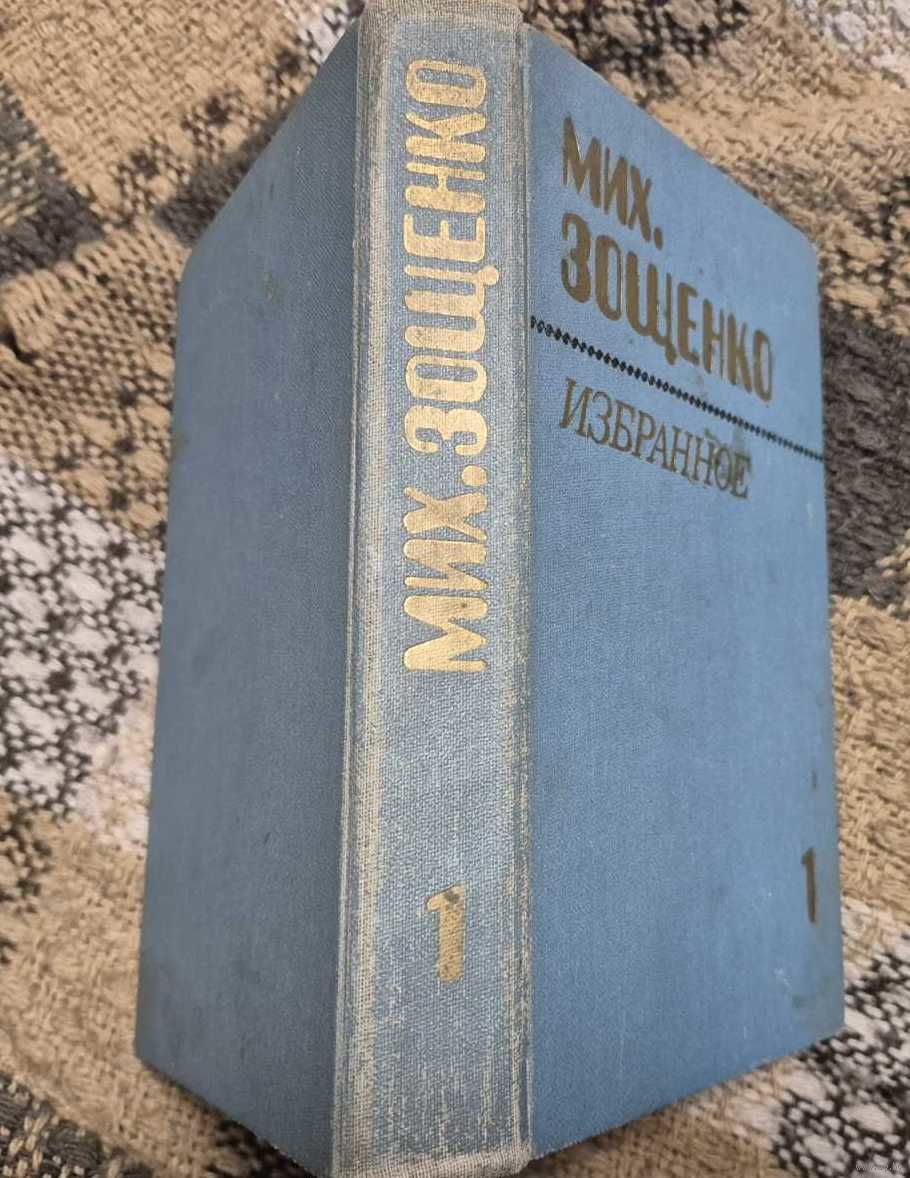 МИХ. ЗОЩЕНКО
1
МИХ.
ЗОЩЕНКО
ИЗБРАННОЕ
1